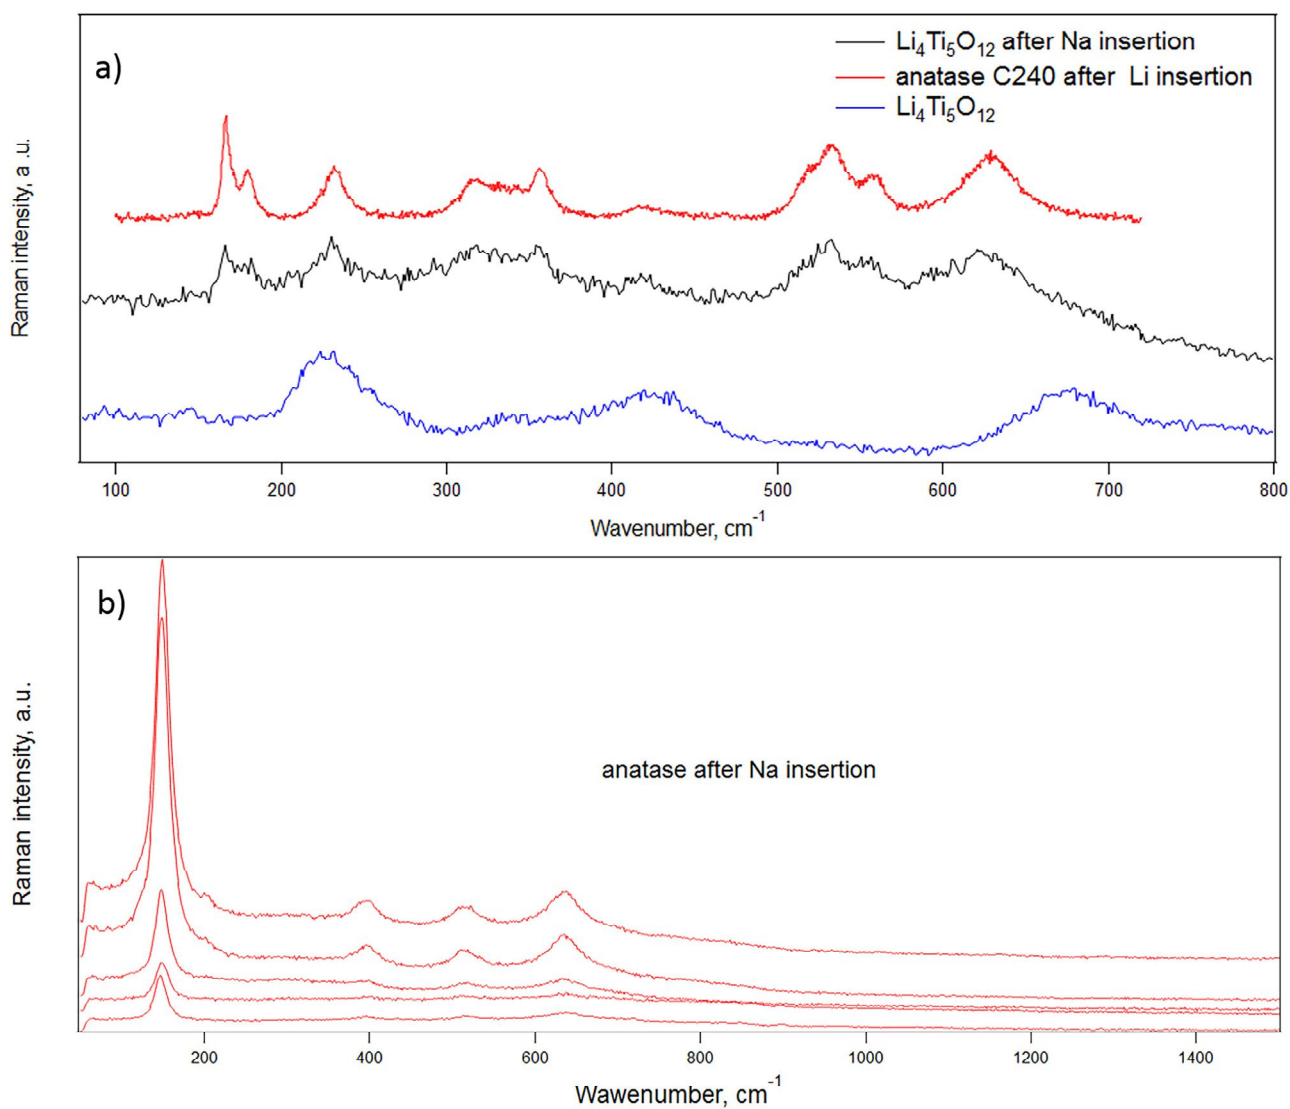 a)
Li4Ti5O12 after Na insertion
anatase C240 after Li insertion
Li4Ti5O12
Raman intensity, a .u.
100 200 300 400 500 600 700 800
Wavenumber, cm-1
b)
anatase after Na insertion
Raman intensity, a.u.
200 400 600 800 1000 1200 1400
Wawenumber, cm-1